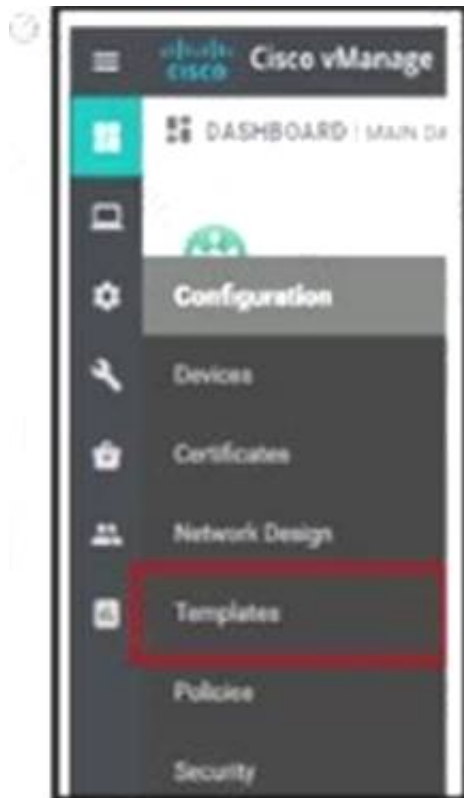 CISCO Cisco vManage
DASHBOARD | MAIN DA
Configuration
Devices
Certificates
Network Design
Templates
Policies
Security